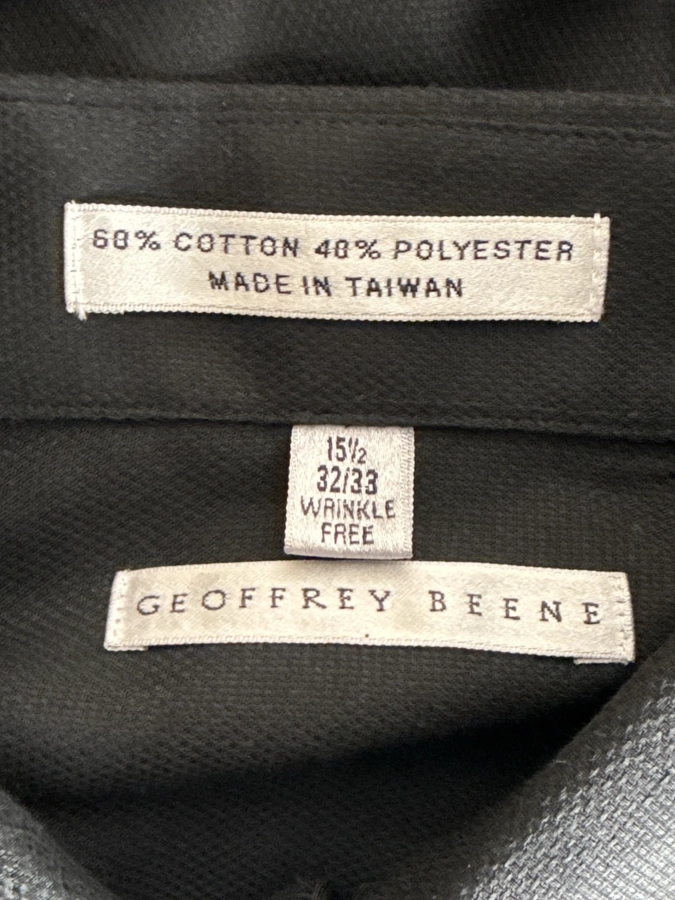 60% COTTON 40% POLYESTER
MADE IN TAIWAN
15½
32/33
WRINKLE
FREE
GEOFFREY BEENE